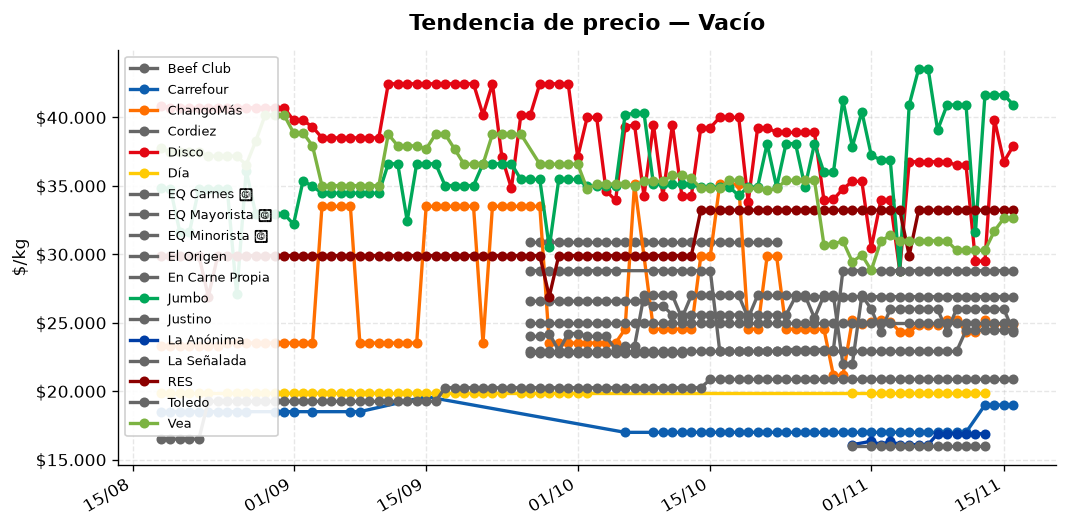 Tendencia de precio — Vacío
Beef Club
Carrefour
ChangoMás
Cordiez
Disco
Día
EQ Carnes
EQ Mayorista
EQ Minorista
El Origen
En Carne Propia
Jumbo
Justino
La Anónima
La Señalada
RES
Toledo
Vea
$/kg
$40.000
$35.000
$30.000
$25.000
$20.000
$15.000
15/08
01/09
15/09
01/10
15/10
01/11
15/11